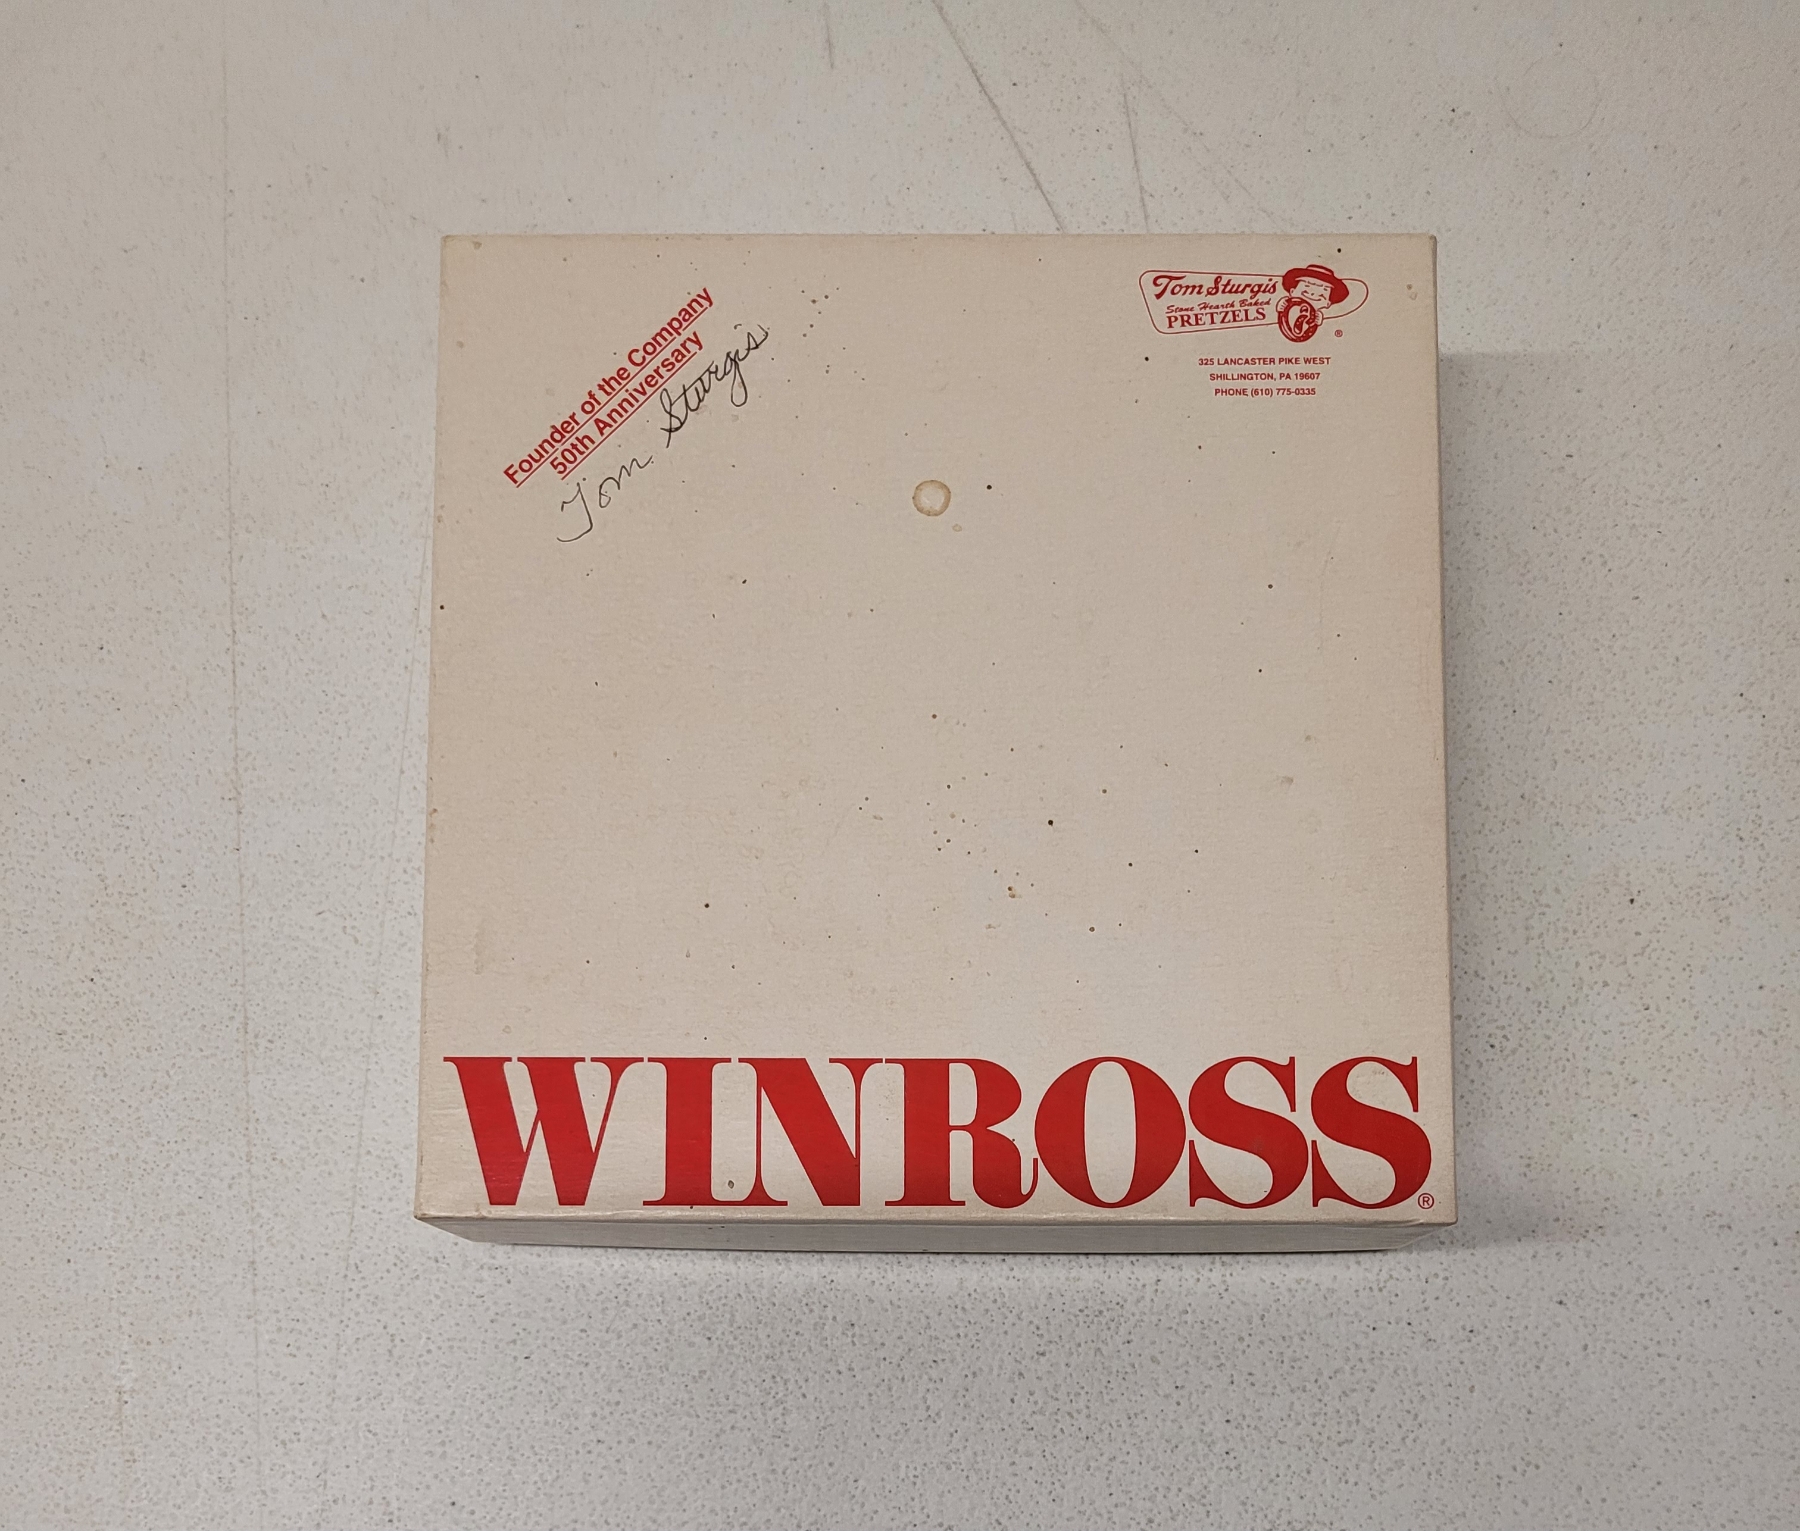 Founder of the Company
50th Anniversary
Tom Sturgis
Tom Sturgis
Stone Hearth Baked
PRETZELS
®
325 LANCASTER PIKE WEST
SHILLINGTON, PA 19607
PHONE (610) 775-0335
WINROSS®